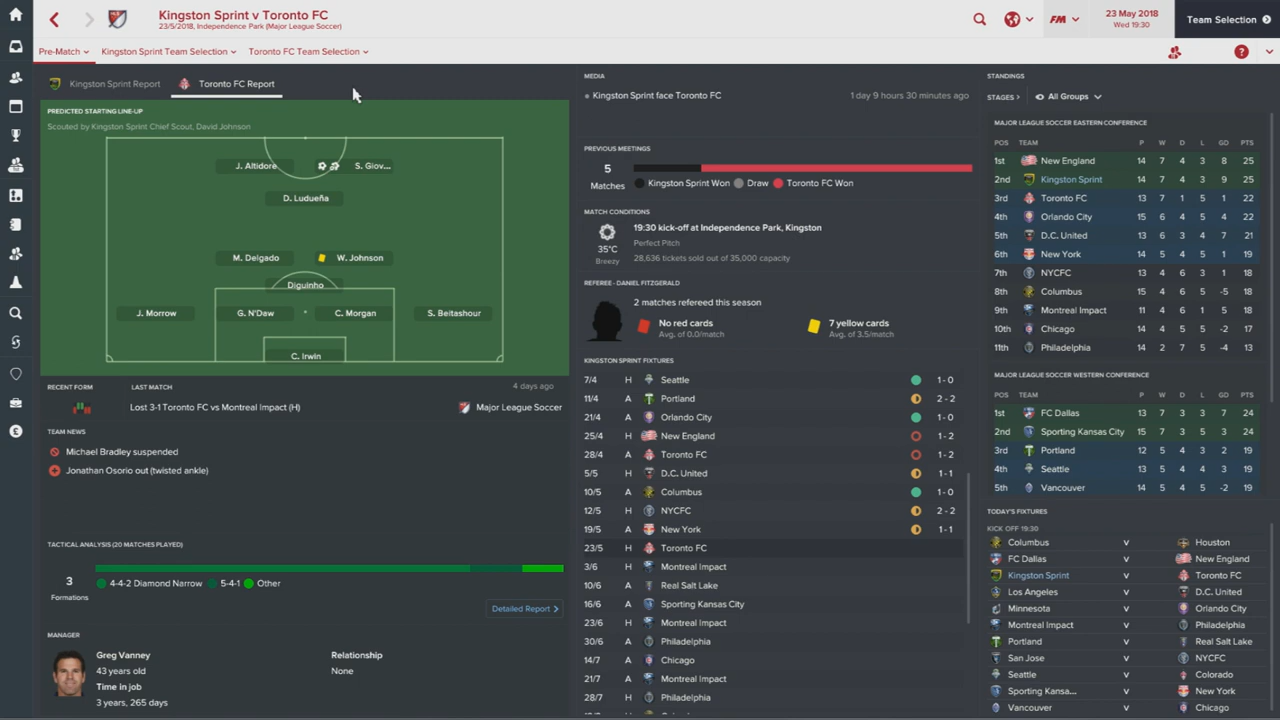 Kingston Sprint v Toronto FC
23/5/2018, Independence Park (Major League Soccer)
FM
23 May 2018
Wed 19:30
Team Selection
Pre-Match
Kingston Sprint Team Selection
Toronto FC Team Selection
?
Kingston Sprint Report
Toronto FC Report
PREDICTED STARTING LINE-UP
Scouted by Kingston Sprint Chief Scout, David Johnson
J. Altidore
S. Giov...
D. Ludueña
M. Delgado
W. Johnson
Diguinho
J. Morrow
G. N'Daw
C. Morgan
S. Beitashour
C. Irwin
RECENT FORM
LAST MATCH
4 days ago
Lost 3-1 Toronto FC vs Montreal Impact (H)
Major League Soccer
TEAM NEWS
Michael Bradley suspended
Jonathan Osorio out (twisted ankle)
TACTICAL ANALYSIS (20 MATCHES PLAYED)
3
Formations
4-4-2 Diamond Narrow
5-4-1
Other
Detailed Report >
MANAGER
Greg Vanney
43 years old
Time in job
3 years, 265 days
Relationship
None
MEDIA
Kingston Sprint face Toronto FC
1 day 9 hours 30 minutes ago
PREVIOUS MEETINGS
5
Matches
Kingston Sprint Won
Draw
Toronto FC Won
MATCH CONDITIONS
35°C
Breezy
19:30 kick-off at Independence Park, Kingston
Perfect Pitch
28,636 tickets sold out of 35,000 capacity
REFEREE- DANIEL FITZGERALD
2 matches refereed this season
No red cards
Avg. of 0.0/match
7 yellow cards
Avg. of 3.5/match
KINGSTON SPRINT FIXTURES
7/4 H Seattle 1-0
11/4 A Portland 2-2
21/4 A Orlando City 1-0
25/4 H New England 1-2
28/4 A Toronto FC 1-2
5/5 H D.C. United 1-1
10/5 A Columbus 1-0
12/5 H NYCFC 2-2
19/5 A New York 1-1
23/5 H Toronto FC
3/6 H Montreal Impact
10/6 A Real Salt Lake
16/6 A Sporting Kansas City
23/6 H Montreal Impact
30/6 A Philadelphia
14/7 A Chicago
21/7 A Montreal Impact
28/7 H Philadelphia
STANDINGS
STAGES > All Groups
MAJOR LEAGUE SOCCER EASTERN CONFERENCE
POS TEAM P W D L GD PTS
1st New England 14 7 4 3 8 25
2nd Kingston Sprint 14 7 4 3 9 25
3rd Toronto FC 13 7 1 5 1 22
4th Orlando City 15 6 4 5 4 22
5th D.C. United 13 6 3 4 7 21
6th New York 14 5 4 5 1 19
7th NYCFC 13 4 6 3 1 18
8th Columbus 15 4 6 5 -5 18
9th Montreal Impact 11 4 6 1 5 18
10th Chicago 14 4 5 5 -2 17
11th Philadelphia 14 2 7 5 -4 13
MAJOR LEAGUE SOCCER WESTERN CONFERENCE
POS TEAM P W D L GD PTS
1st FC Dallas 13 7 3 3 7 24
2nd Sporting Kansas City 15 7 3 5 3 24
3rd Portland 12 5 4 3 2 19
4th Seattle 13 5 4 4 3 19
5th Vancouver 14 5 4 5 -2 19
TODAY'S FIXTURES
KICK OFF 19:30
Columbus v Houston
FC Dallas v New England
Kingston Sprint v Toronto FC
Los Angeles v D.C. United
Minnesota v Orlando City
Montreal Impact v Philadelphia
Portland v Real Salt Lake
San Jose v NYCFC
Seattle v Colorado
Sporting Kansa... v New York
Vancouver v Chicago